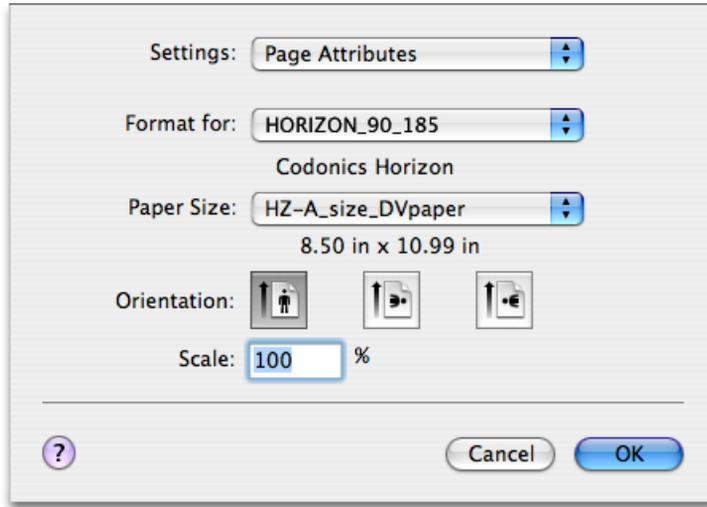 Settings: Page Attributes
Format for: HORIZON_90_185
Codonics Horizon
Paper Size: HZ-A_size_DVpaper
8.50 in x 10.99 in
Orientation:
Scale: 100 %
? Cancel OK